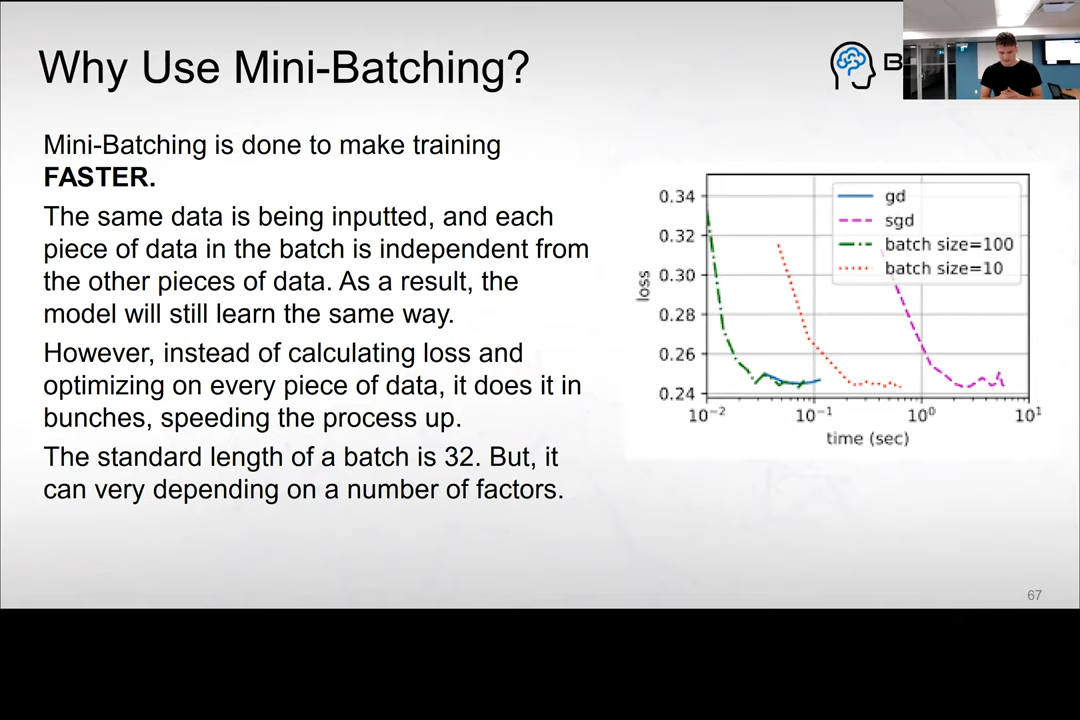 Why Use Mini-Batching?
B
Mini-Batching is done to make training
FASTER.
The same data is being inputted, and each
piece of data in the batch is independent from
the other pieces of data. As a result, the
model will still learn the same way.
However, instead of calculating loss and
optimizing on every piece of data, it does it in
bunches, speeding the process up.
The standard length of a batch is 32. But, it
can very depending on a number of factors.
0.34
0.32
0.30
0.28
0.26
0.24
loss
gd
sgd
batch size=100
batch size=10
10⁻² 10⁻¹ 10⁰ 10¹
time (sec)
67